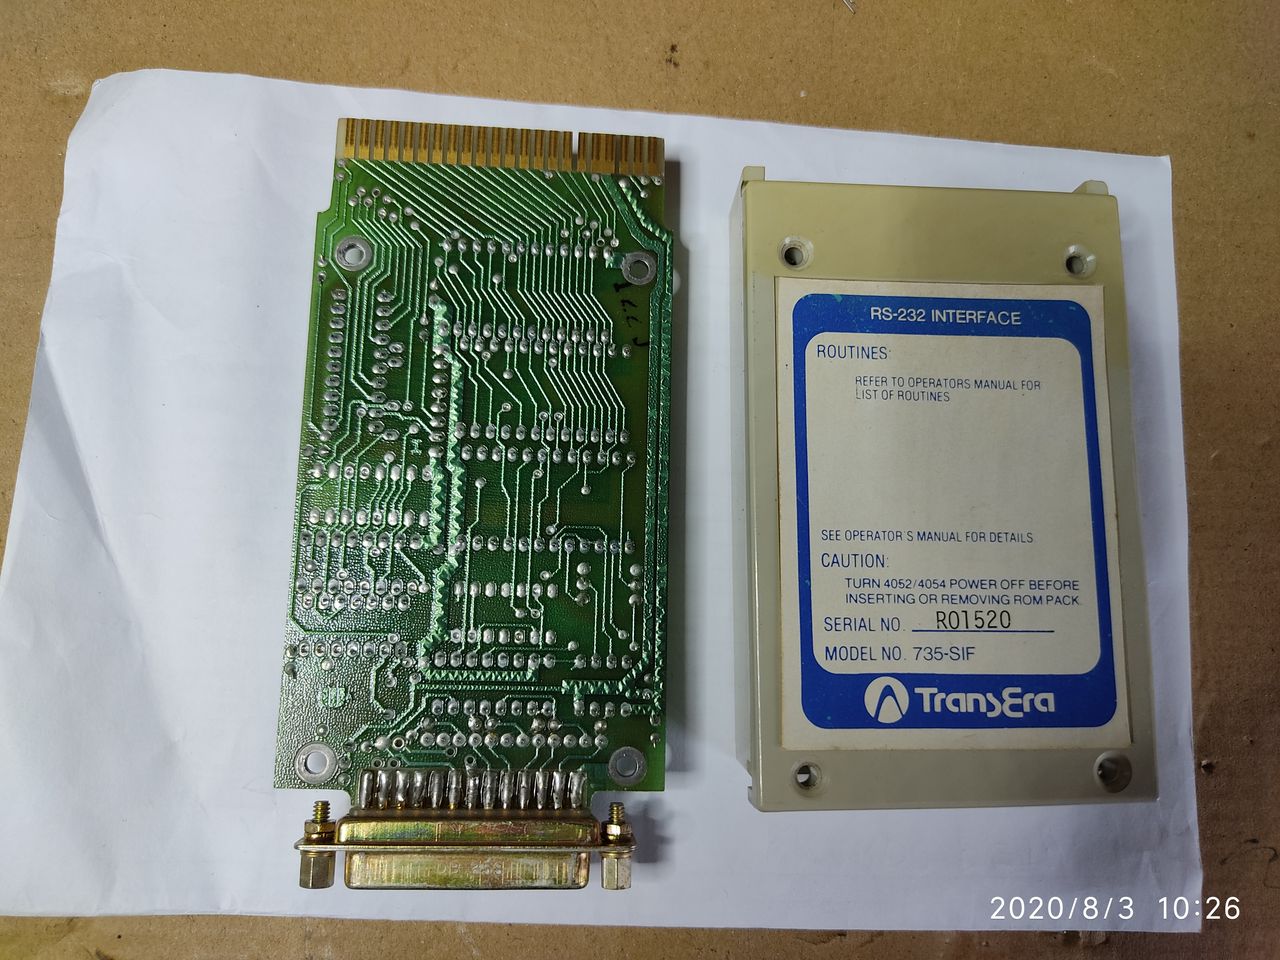 RS-232 INTERFACE
ROUTINES:
REFER TO OPERATORS MANUAL FOR
LIST OF ROUTINES
SEE OPERATOR S MANUAL FOR DETAILS
CAUTION:
TURN 4052/4054 POWER OFF BEFORE
INSERTING OR REMOVING ROM PACK.
SERIAL NO. R01520
MODEL NO. 735-SIF
TransEra
2020/8/3 10:26